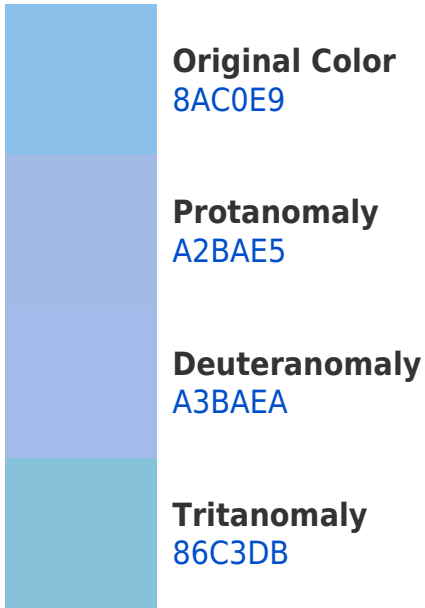 Original Color
8AC0E9
Protanomaly
A2BAE5
Deuteranomaly
A3BAEA
Tritanomaly
86C3DB